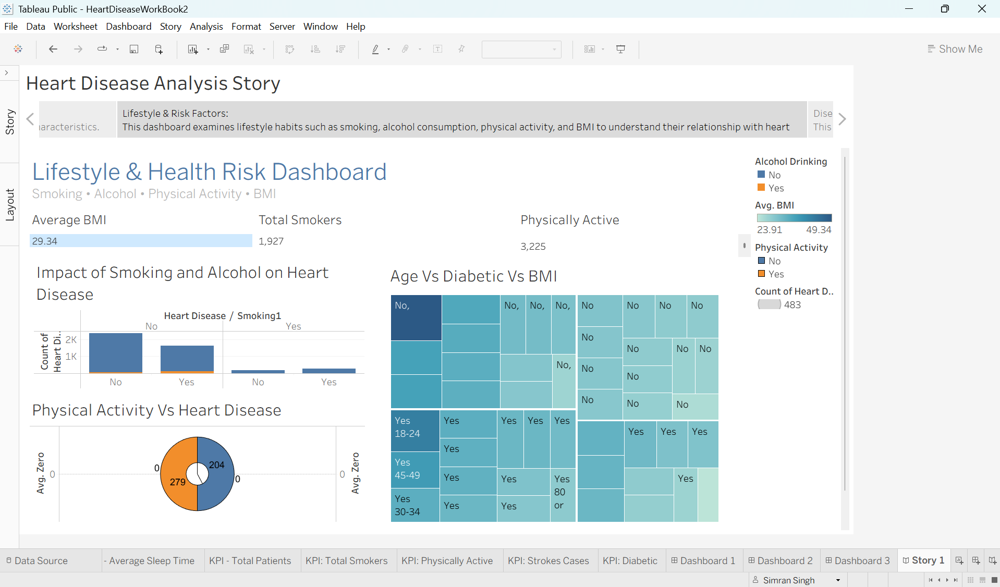 Tableau Public - HeartDiseaseWorkBook2
File Data Worksheet Dashboard Story Analysis Format Server Window Help
Show Me
Story
Layout
Heart Disease Analysis Story
haracteristics.
Lifestyle & Risk Factors:
This dashboard examines lifestyle habits such as smoking, alcohol consumption, physical activity, and BMI to understand their relationship with heart
Dise
This
Lifestyle & Health Risk Dashboard
Smoking • Alcohol • Physical Activity • BMI
Average BMI
29.34
Total Smokers
1,927
Physically Active
3,225
Impact of Smoking and Alcohol on Heart
Disease
Heart Disease / Smoking1
No Yes
Count of
Heart Di..
2K
1K
No Yes No Yes
Physical Activity Vs Heart Disease
Avg. Zero
0
0
204
279
0
0
Avg. Zero
Age Vs Diabetic Vs BMI
No, No, No, No,
No,
No No No No
No
No
No
No
No
No
No No
No
Yes
18-24
Yes
45-49
Yes
30-34
Yes
Yes
Yes
Yes
Yes Yes Yes
Yes
Yes
Yes
80
or
Yes Yes Yes
Yes
Alcohol Drinking
No
Yes
Avg. BMI
23.91 49.34
Physical Activity
No
Yes
Count of Heart D..
483
Data Source
- Average Sleep Time
KPI - Total Patients
KPI: Total Smokers
KPI: Physically Active
KPI: Strokes Cases
KPI: Diabetic
Dashboard 1
Dashboard 2
Dashboard 3
Story 1
Simran Singh